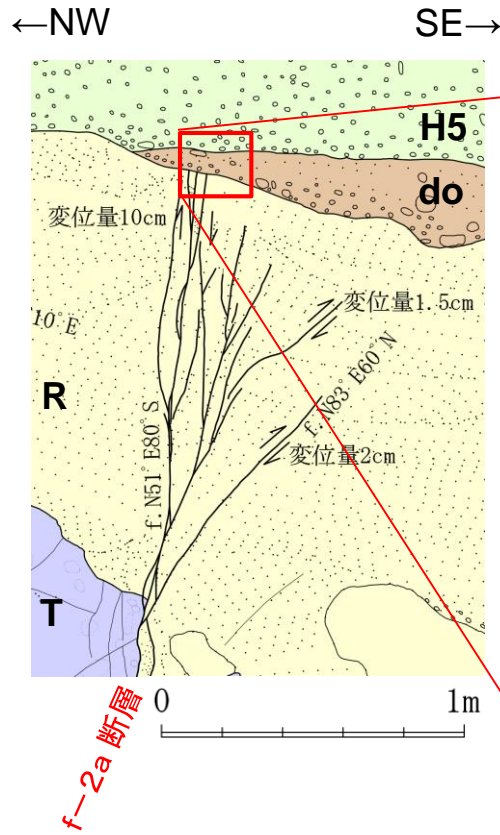 ←NW SE→
H5
do
変位量10cm
変位量1.5cm
10°E
f.N83°E60°N
R
f.N51°E80°S
変位量2cm
T
f－2a 断層
0 1m